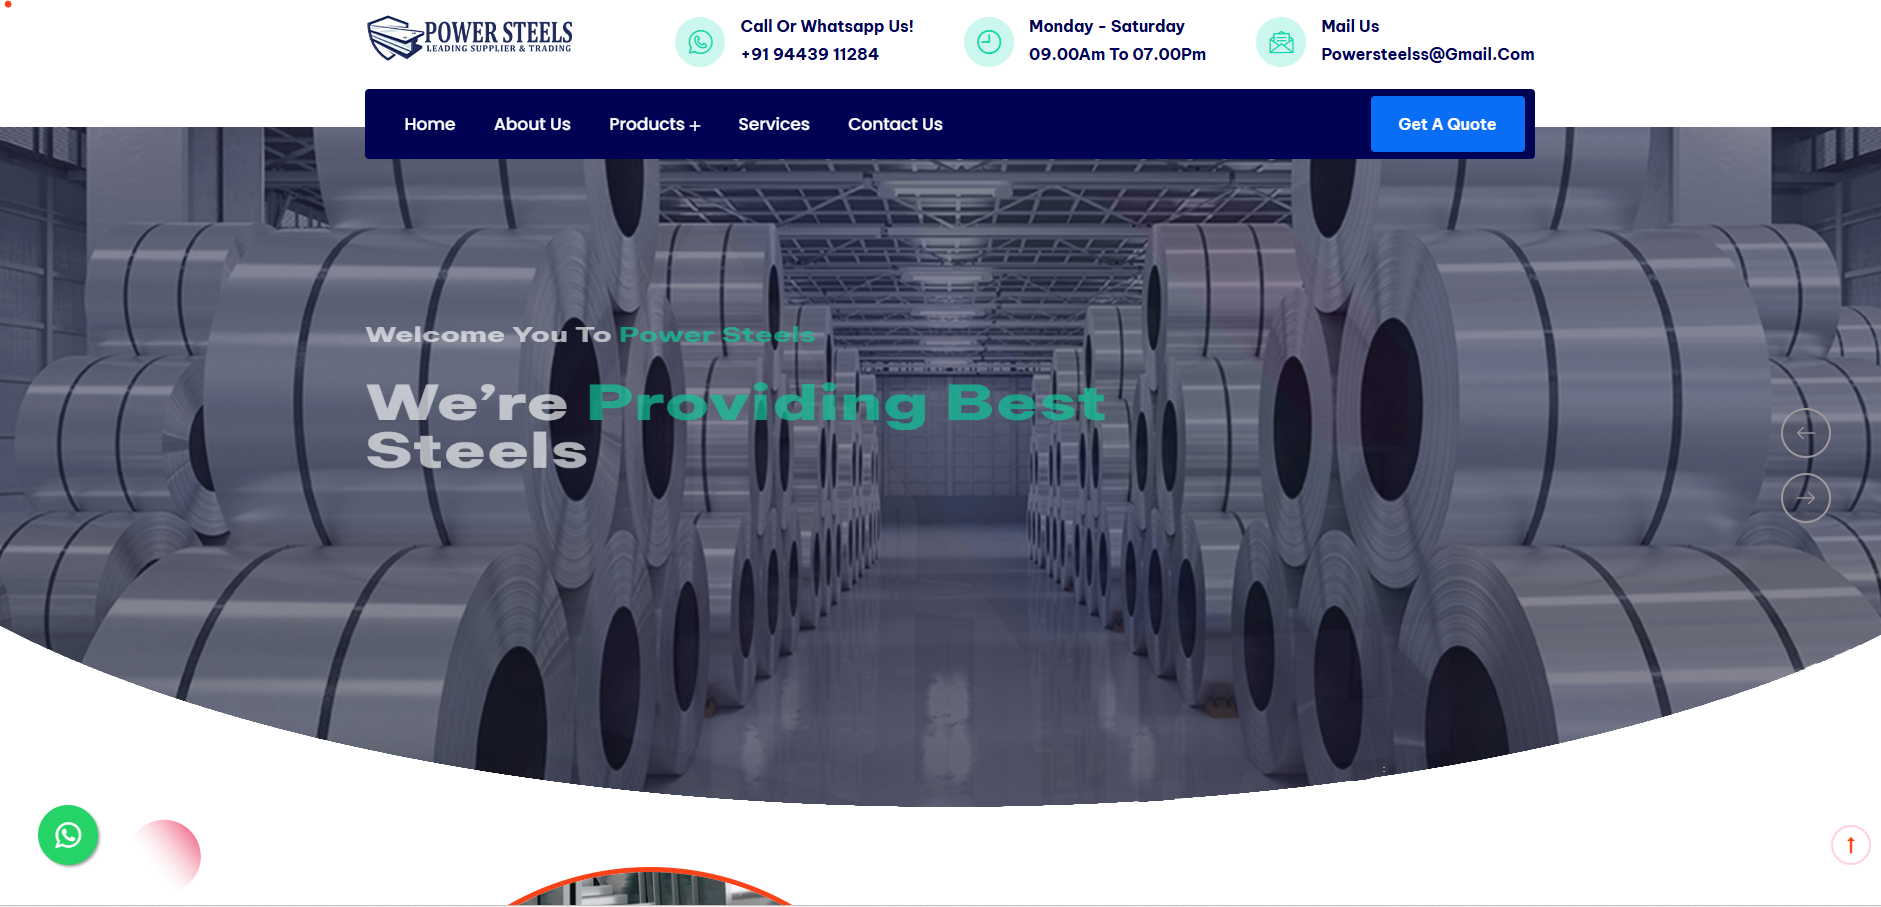 POWER STEELS
LEADING SUPPLIER & TRADING
Call Or Whatsapp Us!
+91 94439 11284
Monday - Saturday
09.00Am To 07.00Pm
Mail Us
Powersteelss@Gmail.Com
Home
About Us
Products +
Services
Contact Us
Get A Quote
Welcome You To Power Steels
We’re Providing Best
Steels